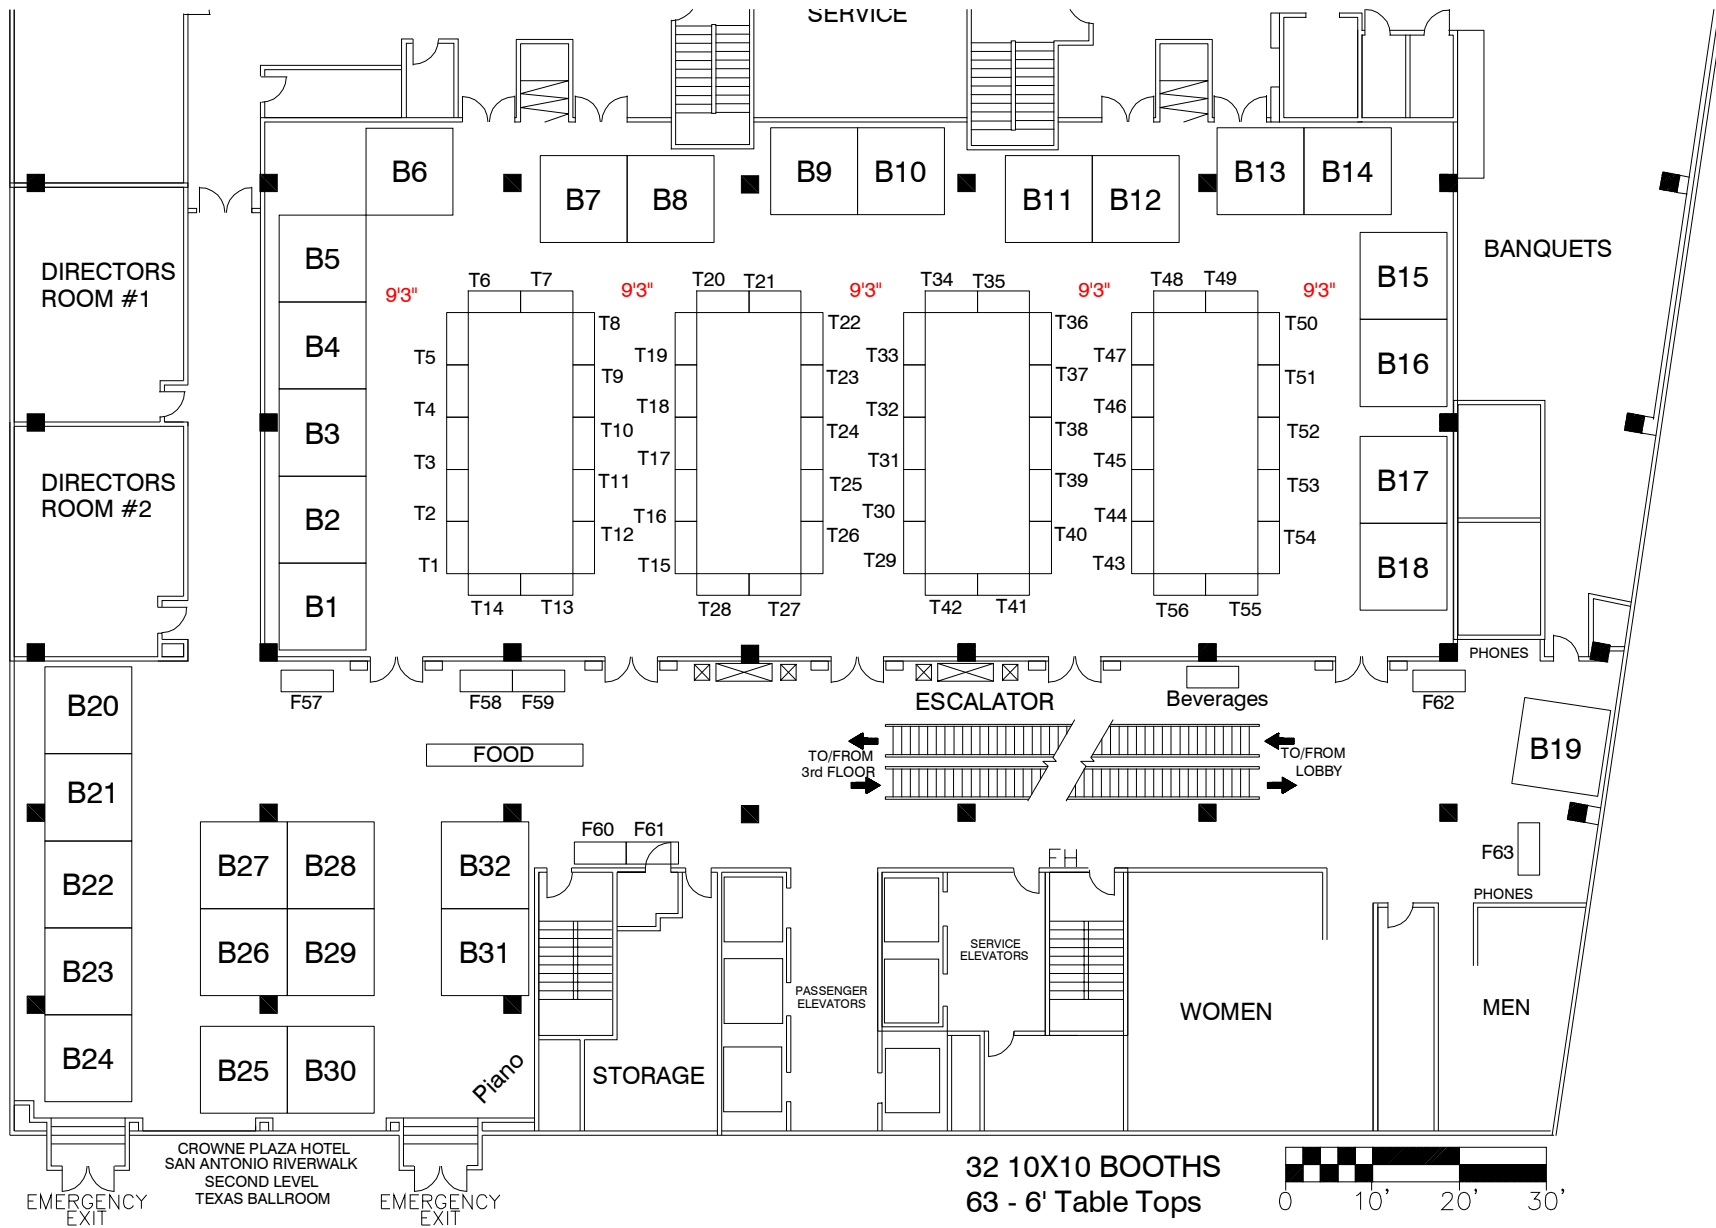 SERVICE
B6
B7
B8
B9
B10
B11
B12
B13
B14
DIRECTORS
ROOM #1
BANQUETS
B5
B4
B3
B2
B1
B15
B16
B17
B18
9'3"
9'3"
9'3"
9'3"
9'3"
T6
T7
T8
T5
T9
T4
T10
T3
T11
T2
T12
T1
T14
T13
T20
T21
T22
T19
T23
T18
T24
T17
T25
T16
T26
T15
T28
T27
T34
T35
T36
T33
T37
T32
T38
T31
T39
T30
T40
T29
T42
T41
T48
T49
T50
T47
T51
T46
T52
T45
T53
T44
T54
T43
T56
T55
DIRECTORS
ROOM #2
PHONES
F57
F58
F59
ESCALATOR
Beverages
F62
B20
B19
FOOD
TO/FROM
3rd FLOOR
TO/FROM
LOBBY
B21
B22
B23
B24
B27
B28
B26
B29
B25
B30
B32
B31
F60
F61
FH
F63
PHONES
SERVICE
ELEVATORS
PASSENGER
ELEVATORS
WOMEN
MEN
Piano
STORAGE
CROWNE PLAZA HOTEL
SAN ANTONIO RIVERWALK
SECOND LEVEL
TEXAS BALLROOM
EMERGENCY
EXIT
EMERGENCY
EXIT
32 10X10 BOOTHS
63 - 6' Table Tops
0 10' 20' 30'